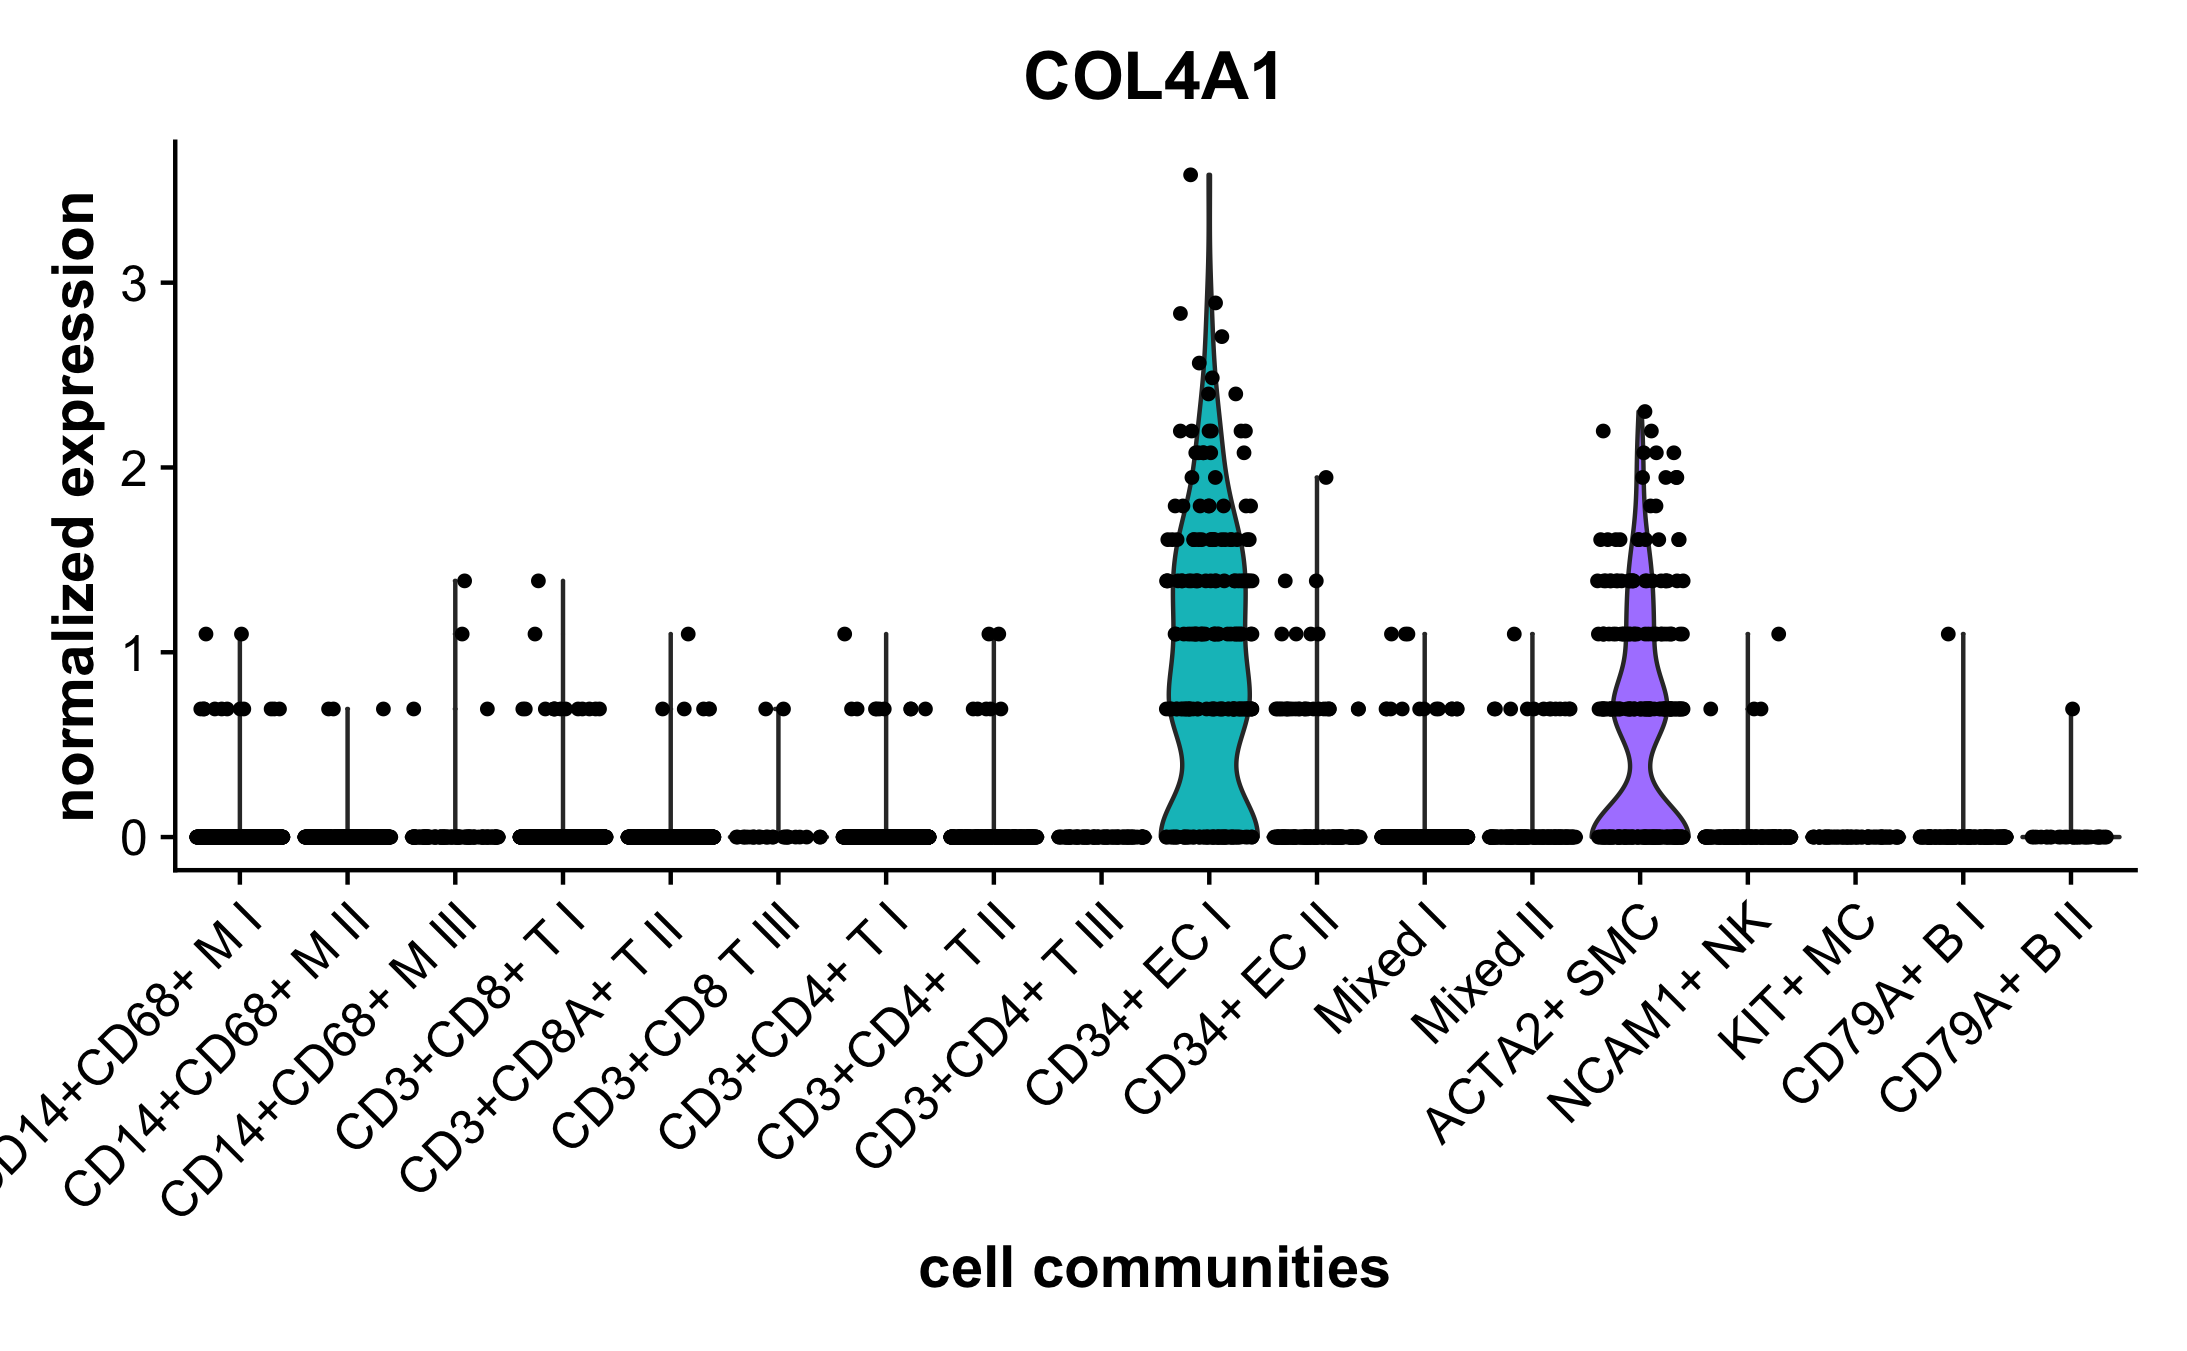 COL4A1
normalized expression
3
2
1
0
CD14+CD68+ M I
CD14+CD68+ M II
CD14+CD68+ M III
CD3+CD8+ T I
CD3+CD8A+ T II
CD3+CD8 T III
CD3+CD4+ T I
CD3+CD4+ T II
CD3+CD4+ T III
CD34+ EC I
CD34+ EC II
Mixed I
Mixed II
ACTA2+ SMC
NCAM1+ NK
KIT+ MC
CD79A+ B I
CD79A+ B II
cell communities